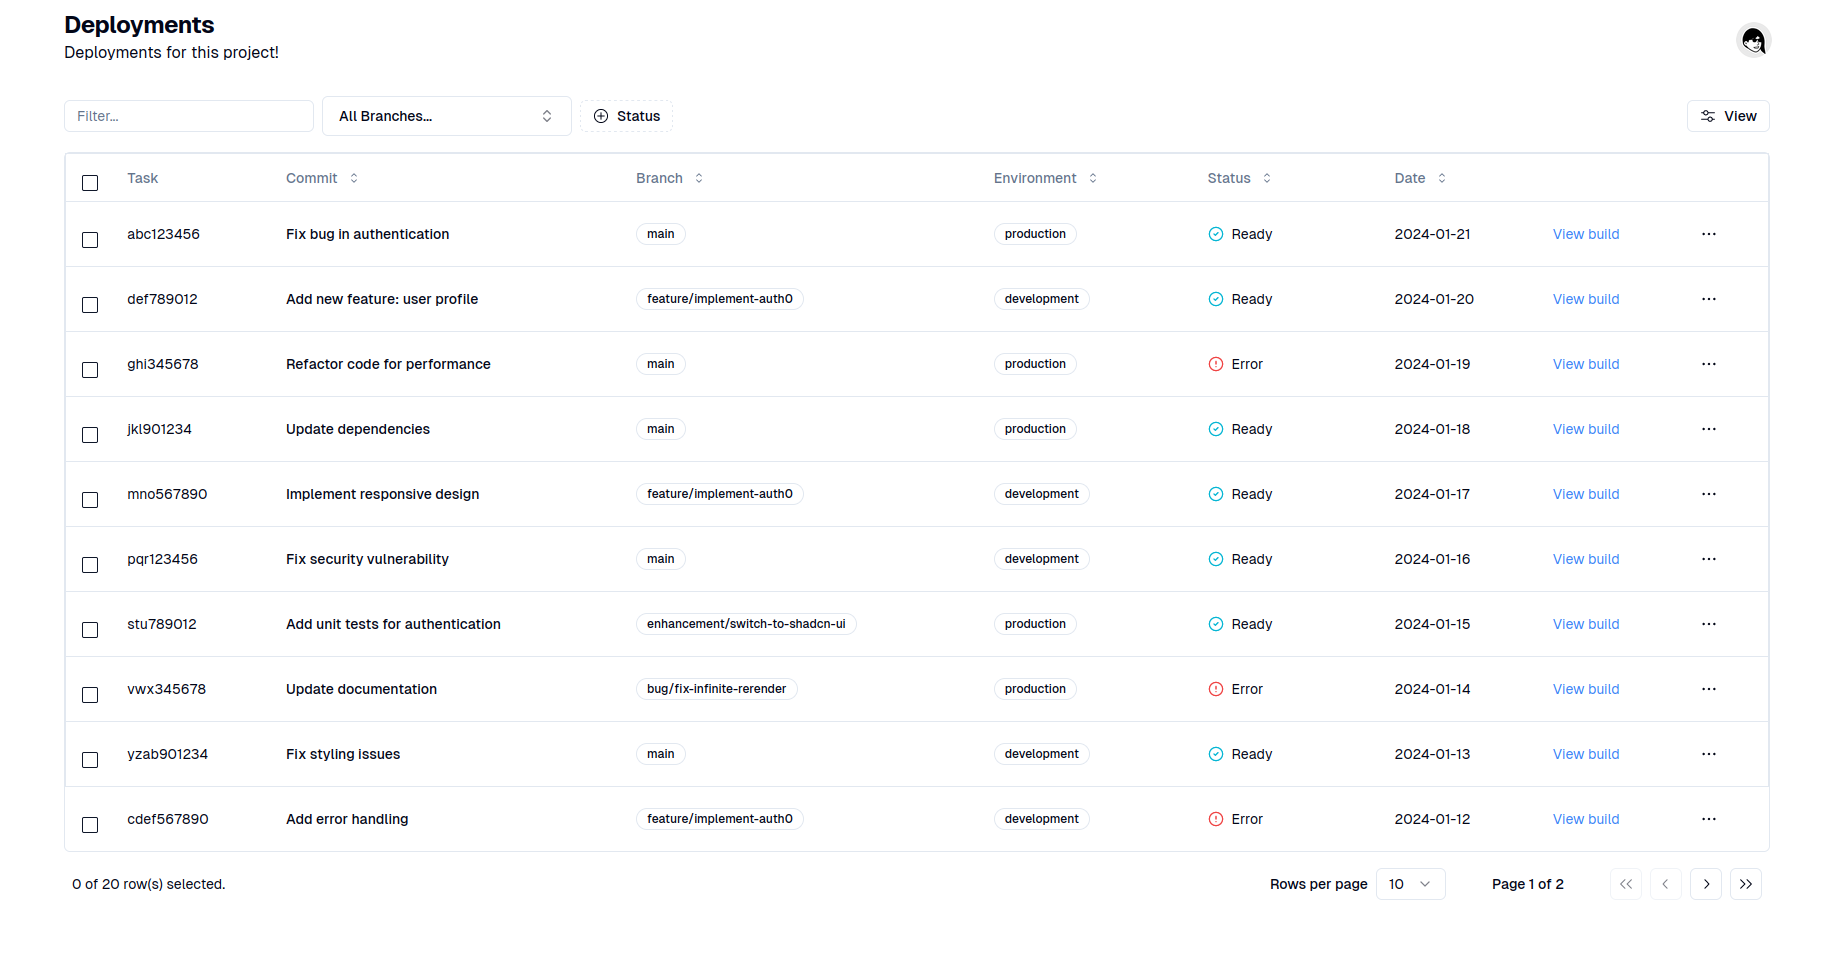 Deployments
Deployments for this project!
Filter...
All Branches...
Status
View
Task Commit Branch Environment Status Date
abc123456 Fix bug in authentication main production Ready 2024-01-21 View build
def789012 Add new feature: user profile feature/implement-auth0 development Ready 2024-01-20 View build
ghi345678 Refactor code for performance main production Error 2024-01-19 View build
jkl901234 Update dependencies main production Ready 2024-01-18 View build
mno567890 Implement responsive design feature/implement-auth0 development Ready 2024-01-17 View build
pqr123456 Fix security vulnerability main development Ready 2024-01-16 View build
stu789012 Add unit tests for authentication enhancement/switch-to-shadcn-ui production Ready 2024-01-15 View build
vwx345678 Update documentation bug/fix-infinite-rerender production Error 2024-01-14 View build
yzab901234 Fix styling issues main development Ready 2024-01-13 View build
cdef567890 Add error handling feature/implement-auth0 development Error 2024-01-12 View build
0 of 20 row(s) selected.
Rows per page 10 Page 1 of 2